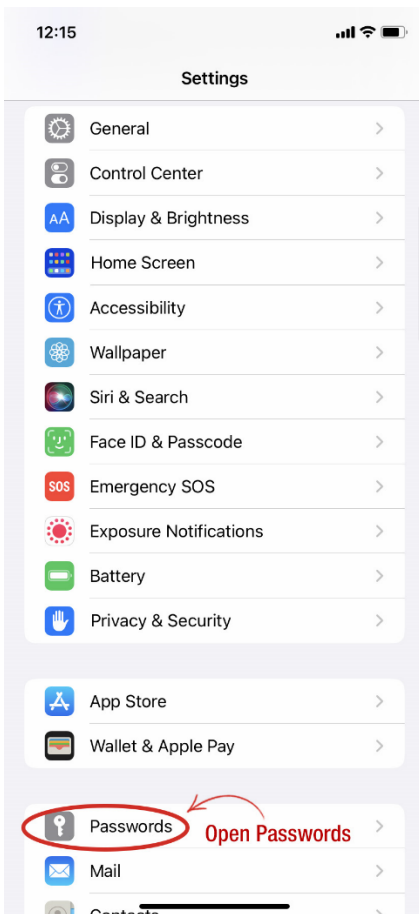 12:15
Settings
General
Control Center
AA Display & Brightness
Home Screen
Accessibility
Wallpaper
Siri & Search
Face ID & Passcode
SOS Emergency SOS
Exposure Notifications
Battery
Privacy & Security
App Store
Wallet & Apple Pay
Passwords Open Passwords
Mail